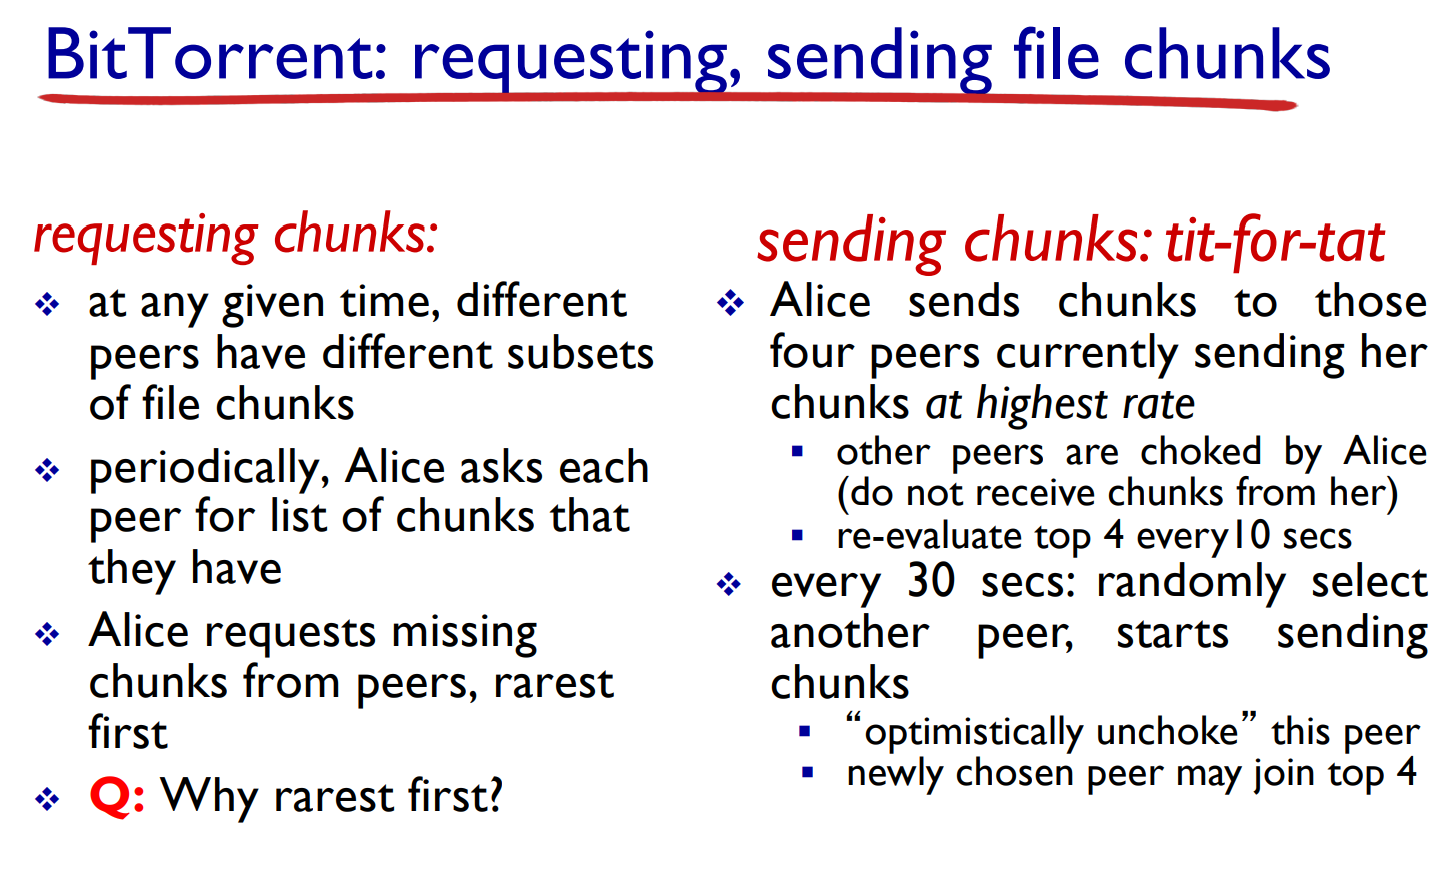 BitTorrent: requesting, sending file chunks
requesting chunks:
❖ at any given time, different
peers have different subsets
of file chunks
❖ periodically, Alice asks each
peer for list of chunks that
they have
❖ Alice requests missing
chunks from peers, rarest
first
❖ Q: Why rarest first?
sending chunks: tit-for-tat
❖ Alice sends chunks to those
four peers currently sending her
chunks at highest rate
▪ other peers are choked by Alice
(do not receive chunks from her)
▪ re-evaluate top 4 every10 secs
❖ every 30 secs: randomly select
another peer, starts sending
chunks
▪ “optimistically unchoke” this peer
▪ newly chosen peer may join top 4